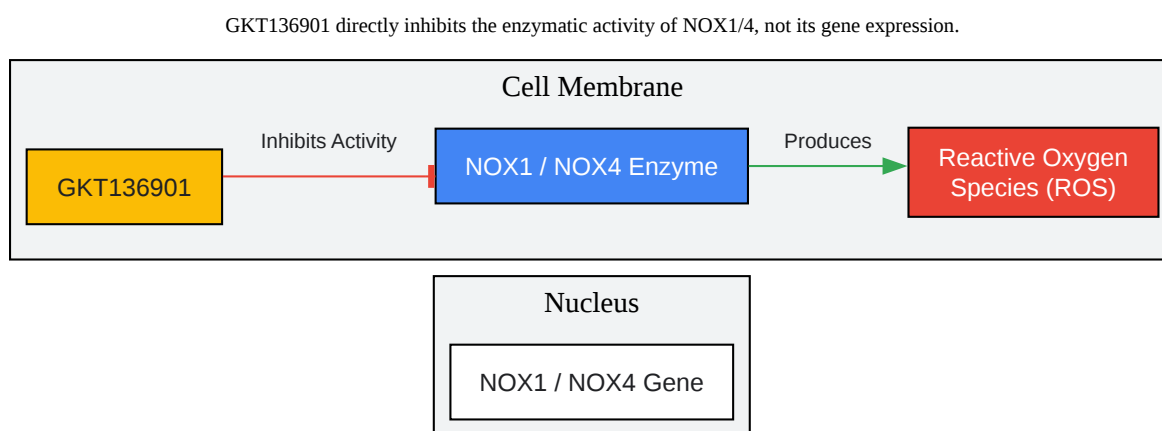 GKT136901 directly inhibits the enzymatic activity of NOX1/4, not its gene expression.
Cell Membrane
Inhibits Activity
Produces
GKT136901
NOX1 / NOX4 Enzyme
Reactive Oxygen
Species (ROS)
Nucleus
NOX1 / NOX4 Gene